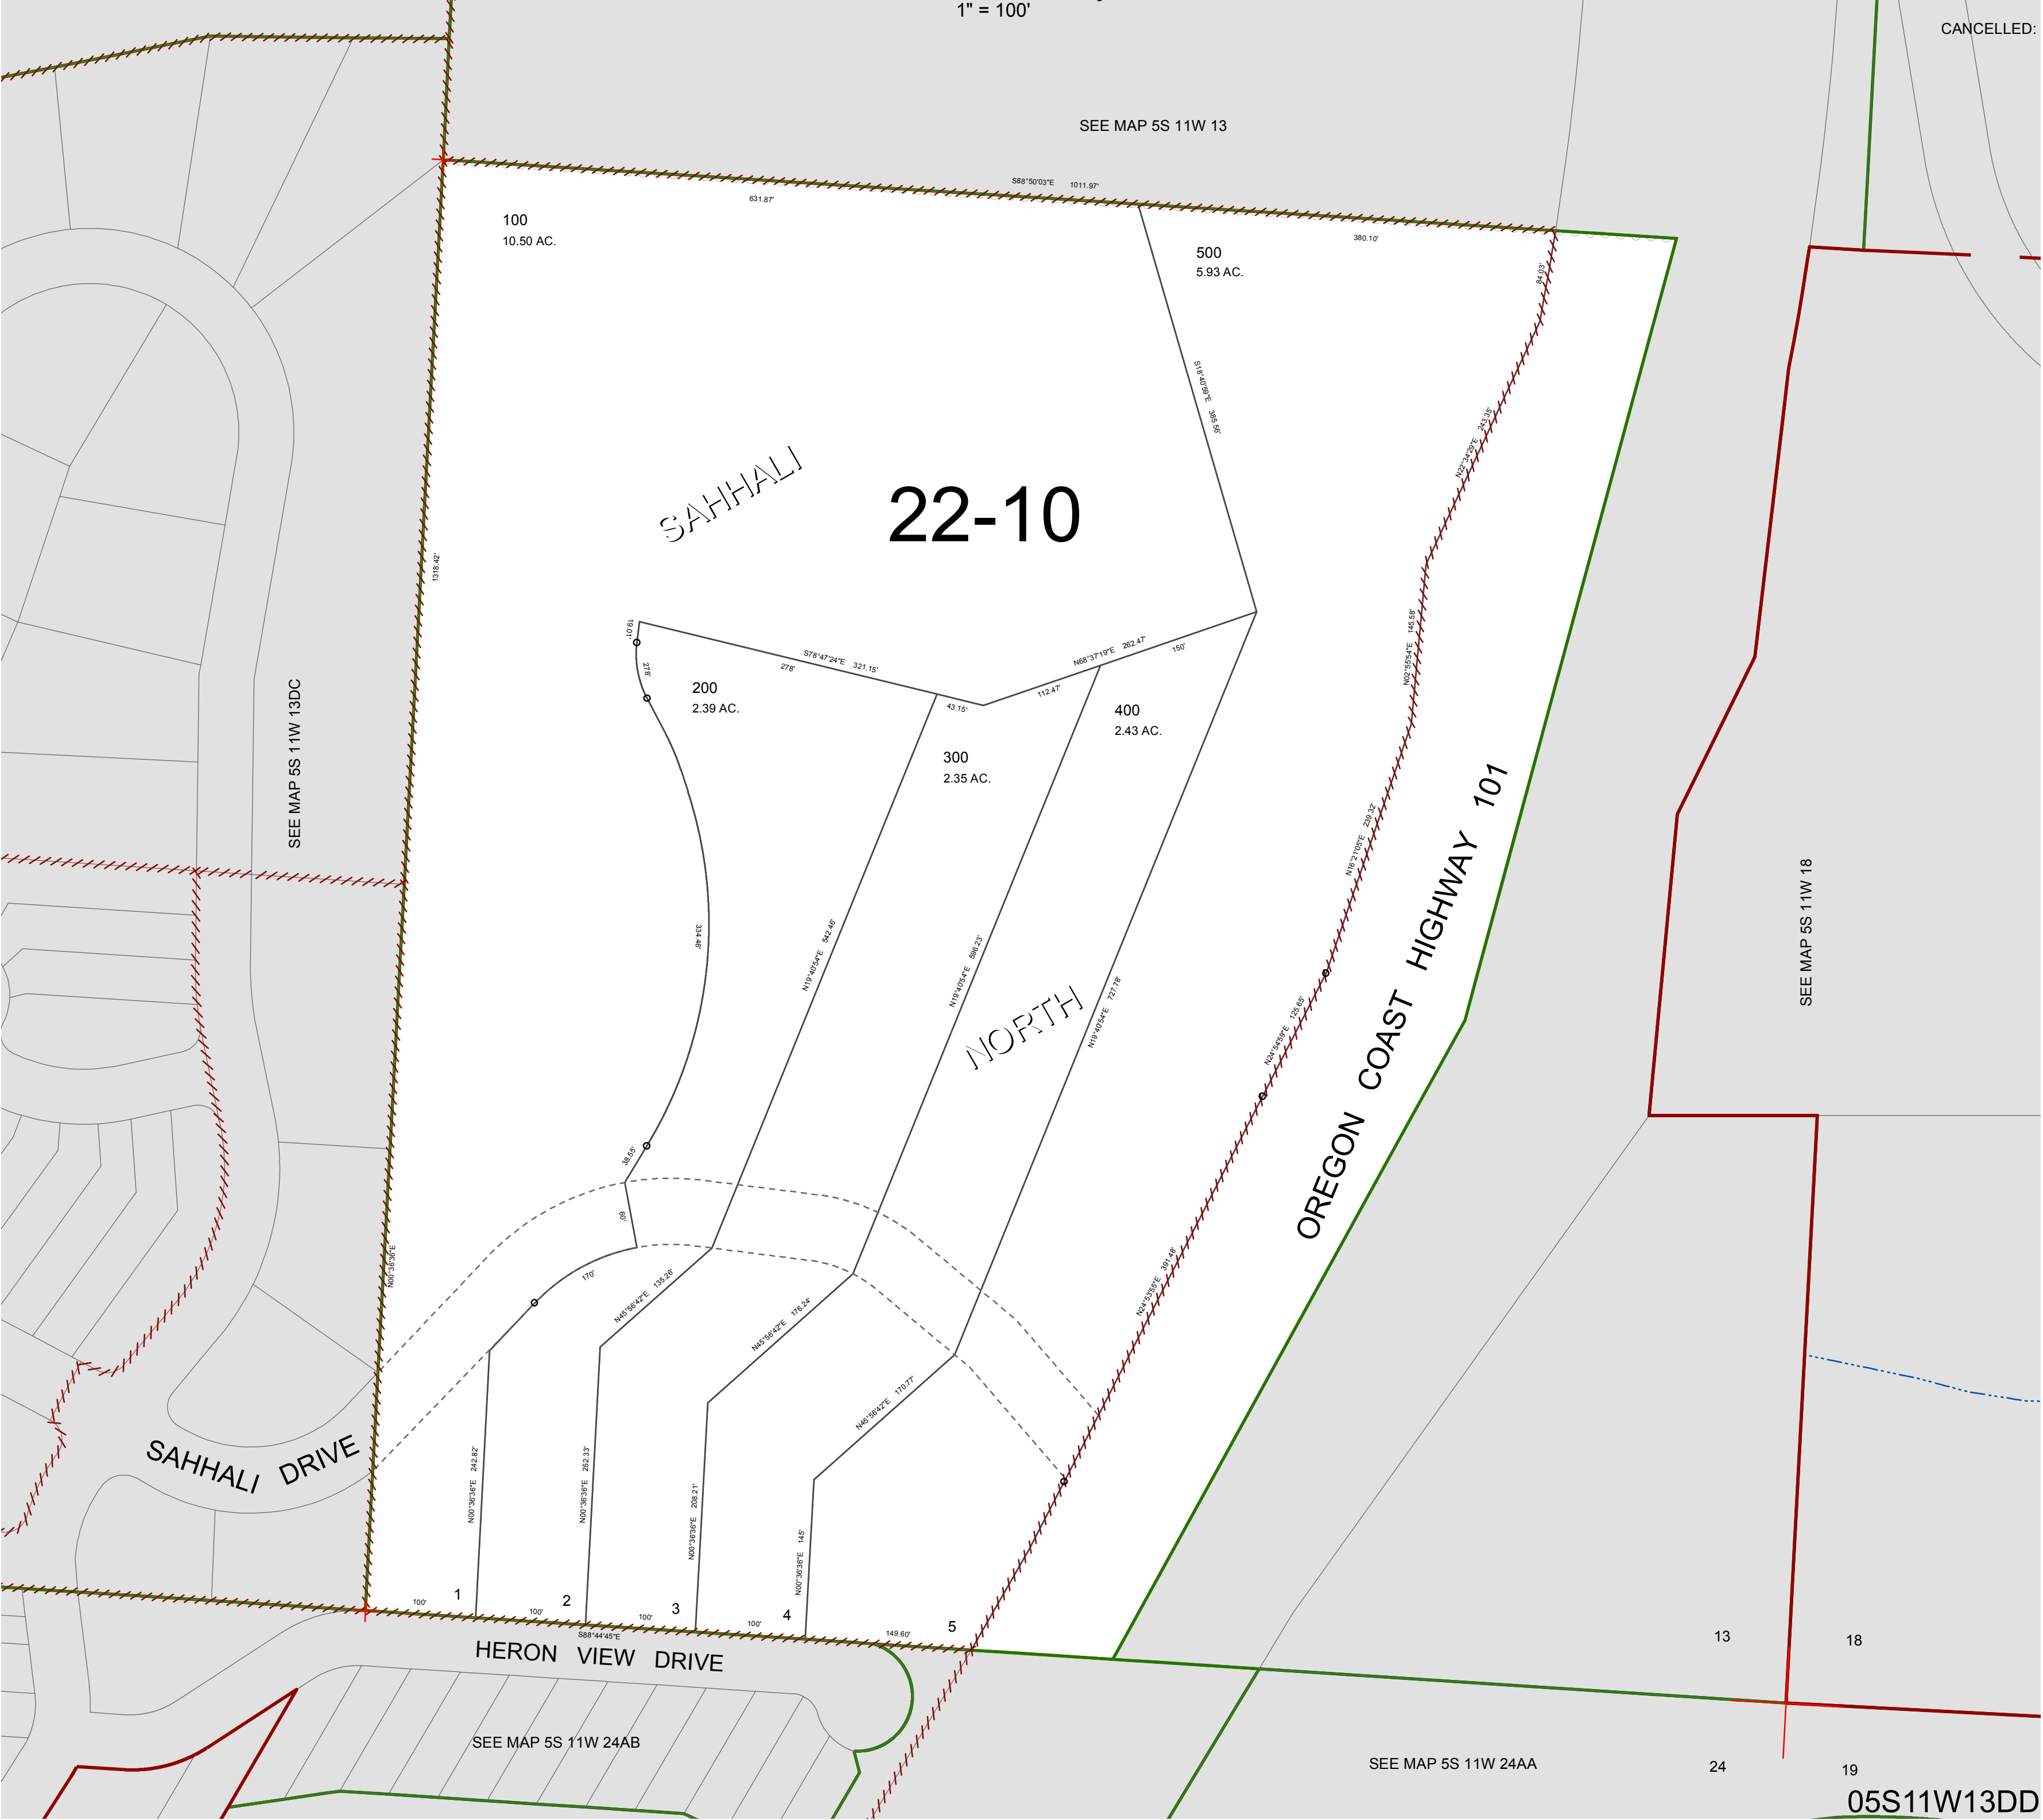 1" = 100'
CANCELLED:
SEE MAP 5S 11W 13
S88°50'03"E 1011.97'
631.87'
380.10'
100
10.50 AC.
500
5.93 AC.
84.03'
S18°40'59"E 385.56'
N22°34'29"E 243.35'
SAHHALI
22-10
1318.42'
N02°55'54"E 145.58'
19.01'
278'
S78°47'24"E 321.15'
278'
43.15'
N68°37'19"E 262.47'
112.47'
150'
200
2.39 AC.
300
2.35 AC.
400
2.43 AC.
SEE MAP 5S 11W 13DC
N16°21'05"E 239.32'
OREGON COAST HIGHWAY 101
SEE MAP 5S 11W 18
334.46'
N19°40'54"E 542.46'
N19°40'54"E 596.23'
N19°40'54"E 727.78'
NORTH
N24°54'59"E 125.65'
38.55'
60'
170'
N00°36'36"E
N45°56'42"E 135.26'
N45°56'42"E 176.24'
N45°56'42"E 170.77'
N24°53'55"E 391.48'
SAHHALI DRIVE
N00°36'36"E 242.82'
N00°36'36"E 252.33'
N00°36'36"E 208.21'
N00°36'36"E 145'
1
2
3
4
5
100'
100'
100'
100'
149.60'
S88°44'45"E
HERON VIEW DRIVE
13
18
SEE MAP 5S 11W 24AB
SEE MAP 5S 11W 24AA
24
19
05S11W13DD